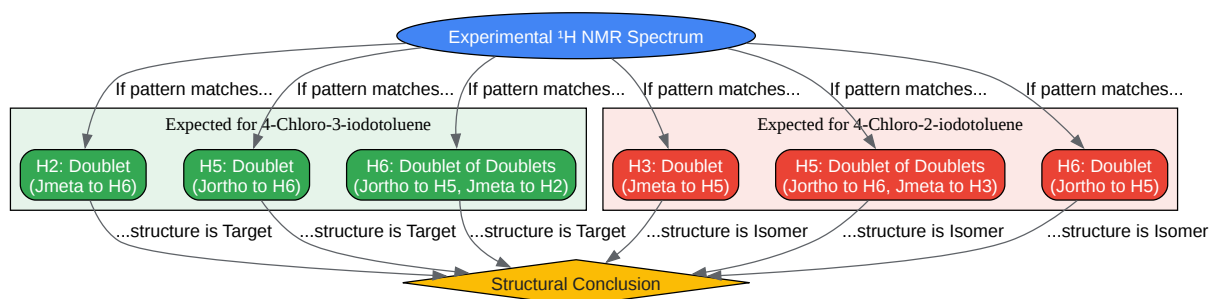 Experimental ¹H NMR Spectrum
If pattern matches...
If pattern matches...
If pattern matches...
If pattern matches...
If pattern matches...
If pattern matches...
Expected for 4-Chloro-3-iodotoluene
Expected for 4-Chloro-2-iodotoluene
H2: Doublet
(Jmeta to H6)
H5: Doublet
(Jortho to H6)
H6: Doublet of Doublets
(Jortho to H5, Jmeta to H2)
H3: Doublet
(Jmeta to H5)
H5: Doublet of Doublets
(Jortho to H6, Jmeta to H3)
H6: Doublet
(Jortho to H5)
...structure is Target
...structure is Target
...structure is Target
...structure is Isomer
...structure is Isomer
...structure is Isomer
Structural Conclusion